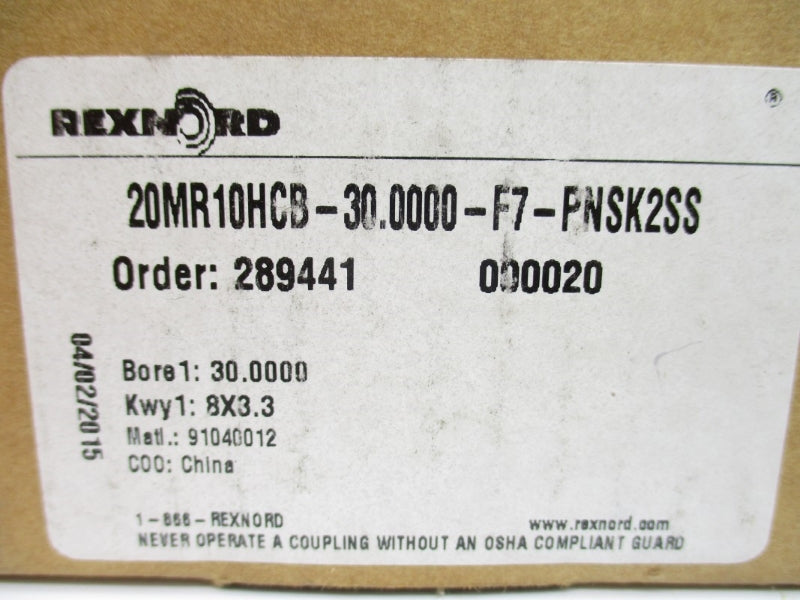 REXNORD
®
20MR10HCB-30.0000-F7-PNSK2SS
Order: 289441 000020
04/02/2015
Bore1: 30.0000
Kwy1: 8X3.3
Matl.: 91040012
COO: China
1-866-REXNORD www.rexnord.com
NEVER OPERATE A COUPLING WITHOUT AN OSHA COMPLIANT GUARD